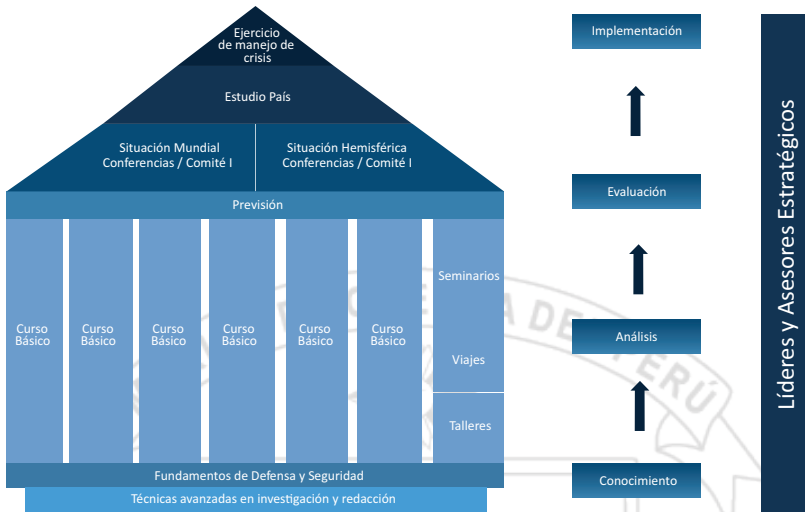 Ejercicio
de manejo de
crisis
Estudio País
Situación Mundial
Conferencias / Comité I
Situación Hemisférica
Conferencias / Comité I
Previsión
Curso
Básico
Curso
Básico
Curso
Básico
Curso
Básico
Curso
Básico
Curso
Básico
Seminarios
Viajes
Talleres
Fundamentos de Defensa y Seguridad
Técnicas avanzadas en investigación y redacción
Implementación
Evaluación
Análisis
Conocimiento
Líderes y Asesores Estratégicos